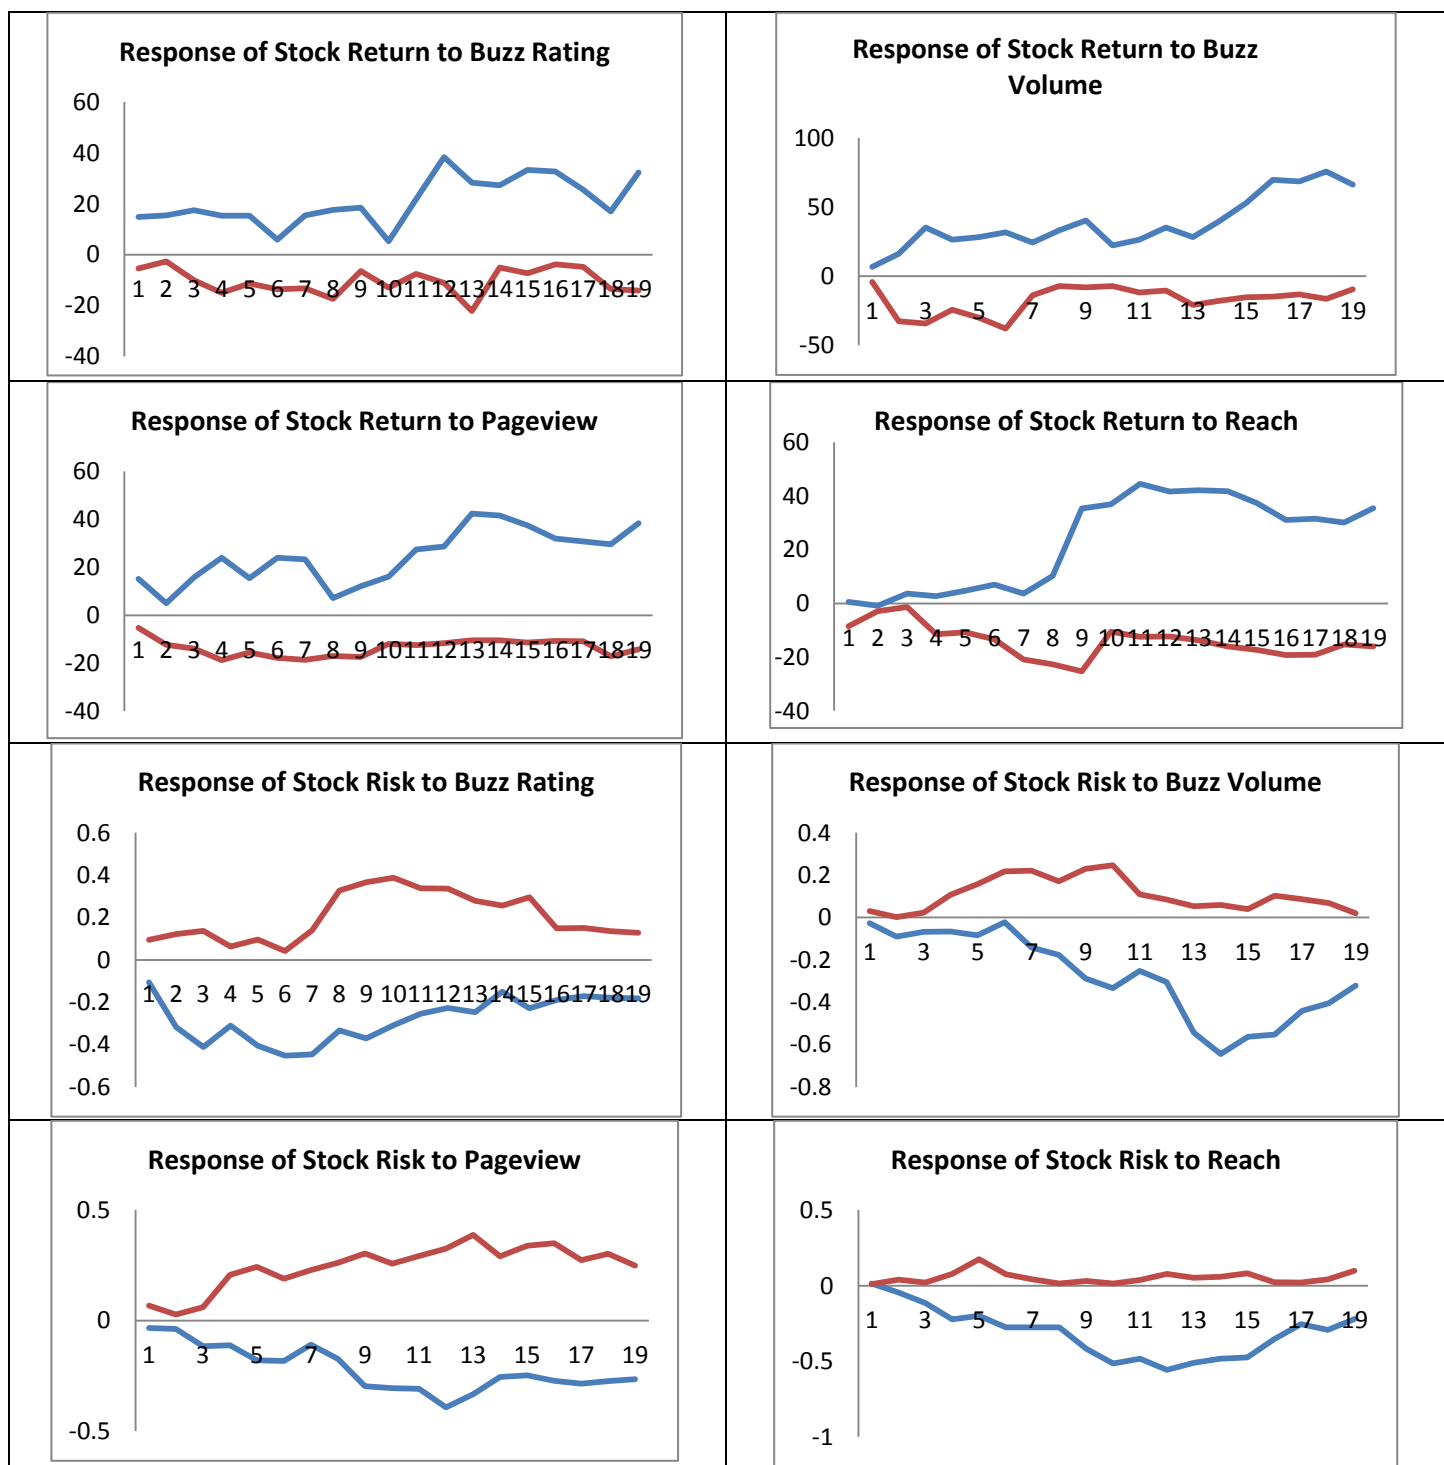 Response of Stock Return to Buzz Rating
60
40
20
0
-20
-40
1 2 3 4 5 6 7 8 9 10 11 12 13 14 15 16 17 18 19
Response of Stock Return to Buzz
Volume
100
50
0
-50
1 3 5 7 9 11 13 15 17 19
Response of Stock Return to Pageview
60
40
20
0
-20
-40
1 2 3 4 5 6 7 8 9 10 11 12 13 14 15 16 17 18 19
Response of Stock Return to Reach
60
40
20
0
-20
-40
1 2 3 4 5 6 7 8 9 10 11 12 13 14 15 16 17 18 19
Response of Stock Risk to Buzz Rating
0.6
0.4
0.2
0
-0.2
-0.4
-0.6
1 2 3 4 5 6 7 8 9 10 11 12 13 14 15 16 17 18 19
Response of Stock Risk to Buzz Volume
0.4
0.2
0
-0.2
-0.4
-0.6
-0.8
1 3 5 7 9 11 13 15 17 19
Response of Stock Risk to Pageview
0.5
0
-0.5
1 3 5 7 9 11 13 15 17 19
Response of Stock Risk to Reach
0.5
0
-0.5
-1
1 3 5 7 9 11 13 15 17 19